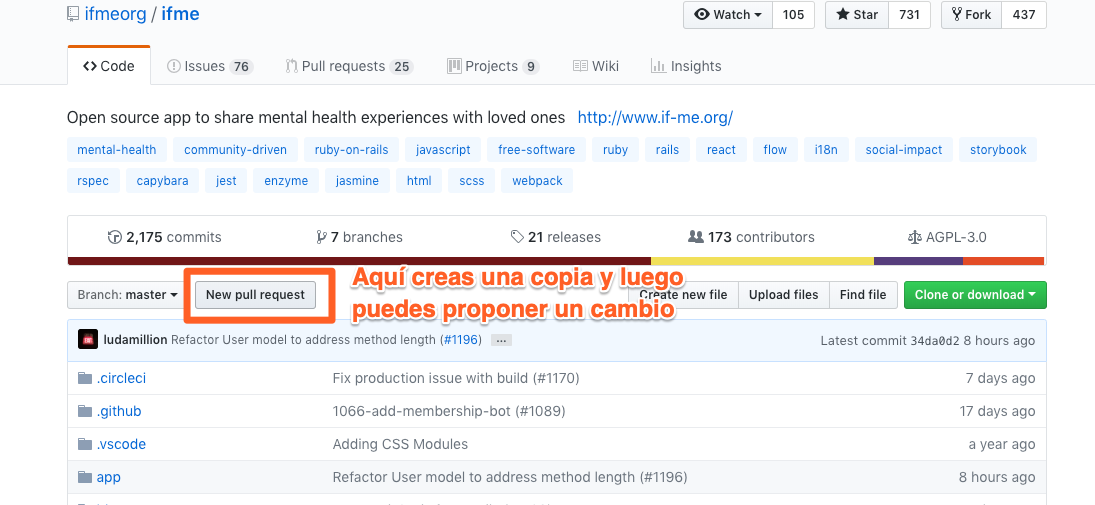 ifmeorg / ifme
Watch 105 Star 731 Fork 437
Code Issues 76 Pull requests 25 Projects 9 Wiki Insights
Open source app to share mental health experiences with loved ones http://www.if-me.org/
mental-health community-driven ruby-on-rails javascript free-software ruby rails react flow i18n social-impact storybook
rspec capybara jest enzyme jasmine html scss webpack
2,175 commits 7 branches 21 releases 173 contributors AGPL-3.0
Aquí creas una copia y luego
puedes proponer un cambio
Branch: master New pull request Create new file Upload files Find file Clone or download
ludamillion Refactor User model to address method length (#1196) ... Latest commit 34da0d2 8 hours ago
.circleci Fix production issue with build (#1170) 7 days ago
.github 1066-add-membership-bot (#1089) 17 days ago
.vscode Adding CSS Modules a year ago
app Refactor User model to address method length (#1196) 8 hours ago